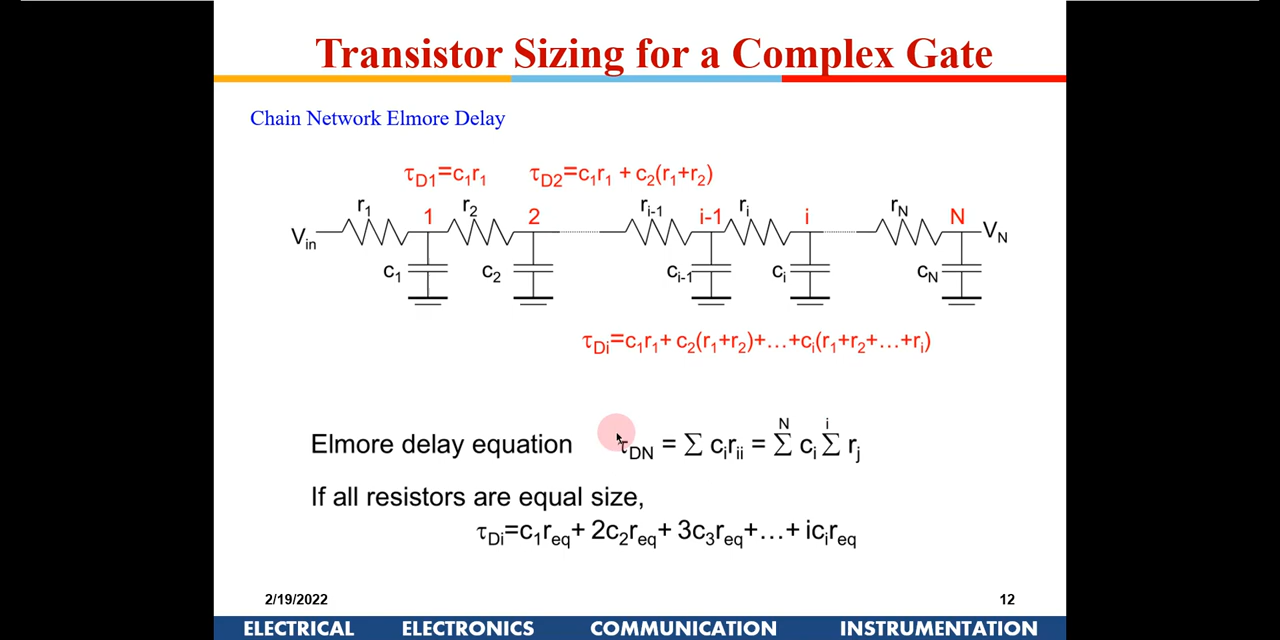 Transistor Sizing for a Complex Gate
Chain Network Elmore Delay
τD1=c1r1 τD2=c1r1 + c2(r1+r2)
r1 1 r2 2 ri-1 i-1 ri i rN N
Vin VN
c1 c2 ci-1 ci cN
τDi=c1r1+ c2(r1+r2)+…+ci(r1+r2+…+ri)
N i
Elmore delay equation τDN = Σ cirii = Σ ci Σ rj
If all resistors are equal size,
τDi=c1req+ 2c2req+ 3c3req+…+ icireq
2/19/2022 12
ELECTRICAL ELECTRONICS COMMUNICATION INSTRUMENTATION